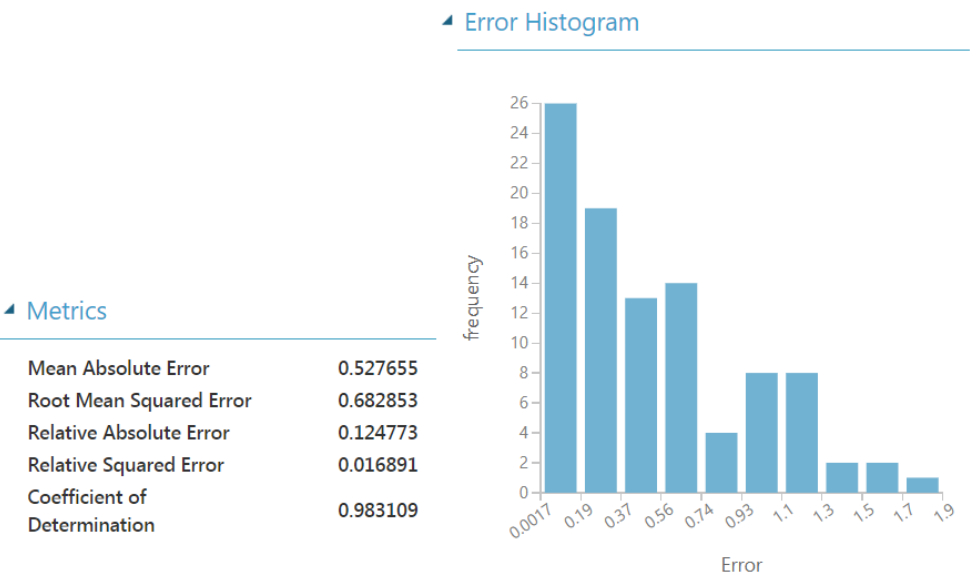 Error Histogram
26
24
22
20
18
16
14
12
10
8
6
4
2
0
frequency
0.0017 0.19 0.37 0.56 0.74 0.93 1.1 1.3 1.5 1.7 1.9
Error
Metrics
Mean Absolute Error 0.527655
Root Mean Squared Error 0.682853
Relative Absolute Error 0.124773
Relative Squared Error 0.016891
Coefficient of
Determination 0.983109